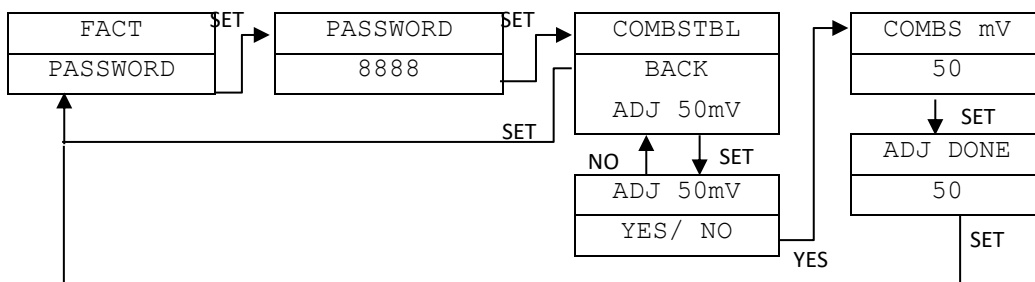 FACT
PASSWORD
SET
PASSWORD
8888
SET
COMBSTBL
BACK
ADJ 50mV
SET
NO
SET
ADJ 50mV
YES/ NO
YES
COMBS mV
50
SET
ADJ DONE
50
SET